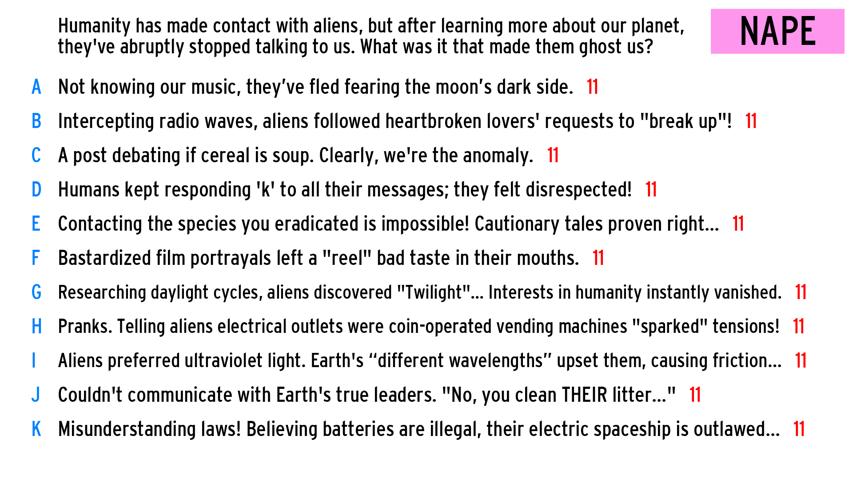 Humanity has made contact with aliens, but after learning more about our planet,
they've abruptly stopped talking to us. What was it that made them ghost us?
NAPE
A Not knowing our music, they’ve fled fearing the moon’s dark side. 11
B Intercepting radio waves, aliens followed heartbroken lovers' requests to "break up"! 11
C A post debating if cereal is soup. Clearly, we're the anomaly. 11
D Humans kept responding 'k' to all their messages; they felt disrespected! 11
E Contacting the species you eradicated is impossible! Cautionary tales proven right... 11
F Bastardized film portrayals left a "reel" bad taste in their mouths. 11
G Researching daylight cycles, aliens discovered "Twilight"... Interests in humanity instantly vanished. 11
H Pranks. Telling aliens electrical outlets were coin-operated vending machines "sparked" tensions! 11
I Aliens preferred ultraviolet light. Earth's “different wavelengths” upset them, causing friction... 11
J Couldn't communicate with Earth's true leaders. "No, you clean THEIR litter..." 11
K Misunderstanding laws! Believing batteries are illegal, their electric spaceship is outlawed... 11